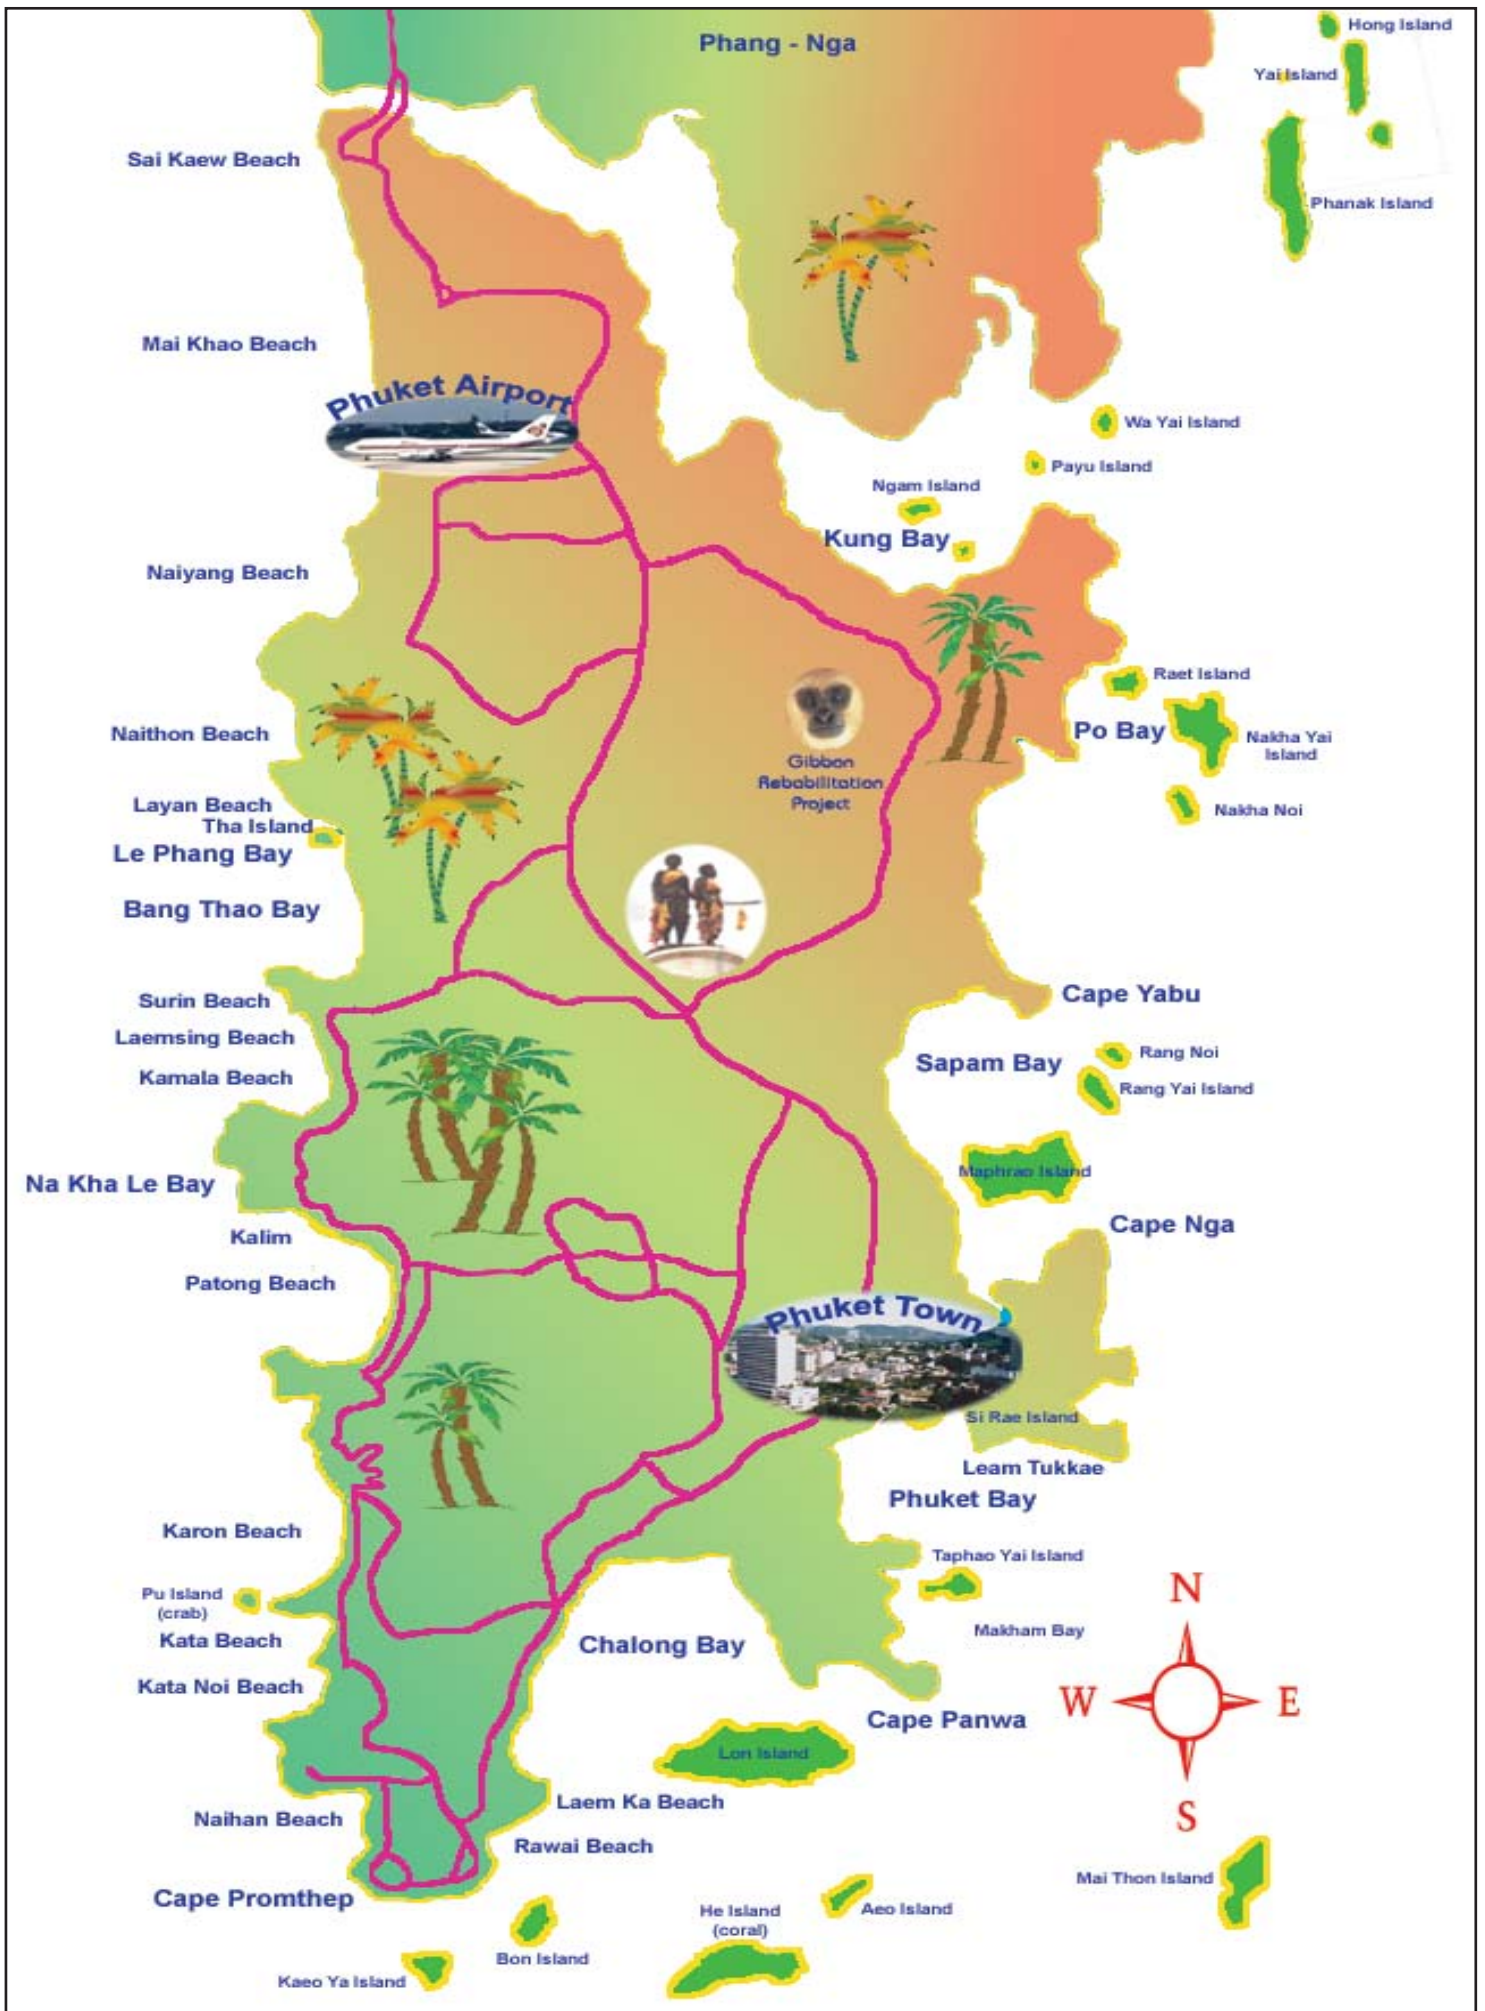 Phang - Nga
Hong Island
Yai Island
Sai Kaew Beach
Phanak Island
Mai Khao Beach
Phuket Airport
Wa Yai Island
Payu Island
Ngam Island
Kung Bay
Naiyang Beach
Raet Island
Po Bay
Nakha Yai
Island
Naithon Beach
Gibbon
Rebabilitation
Project
Nakha Noi
Layan Beach
Tha Island
Le Phang Bay
Bang Thao Bay
Cape Yabu
Surin Beach
Laemsing Beach
Kamala Beach
Sapam Bay
Rang Noi
Rang Yai Island
Maphrao Island
Na Kha Le Bay
Cape Nga
Kalim
Patong Beach
Phuket Town
Si Rae Island
Leam Tukkae
Phuket Bay
Karon Beach
Taphao Yai Island
Pu Island
(crab)
Makham Bay
Kata Beach
Chalong Bay
Kata Noi Beach
Cape Panwa
N
W
E
S
Lon Island
Laem Ka Beach
Naihan Beach
Rawai Beach
Mai Thon Island
Cape Promthep
He Island
(coral)
Aeo Island
Bon Island
Kaeo Ya Island